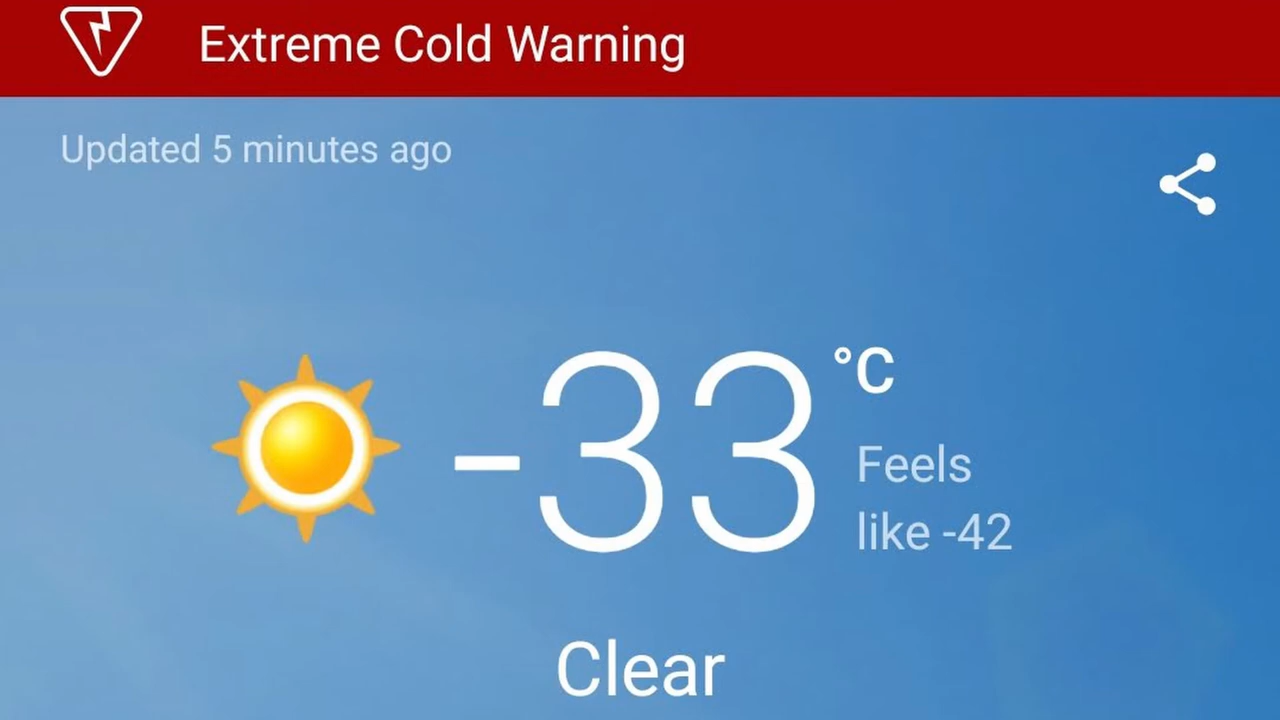 Extreme Cold Warning
Updated 5 minutes ago
-33 °C
Feels
like -42
Clear